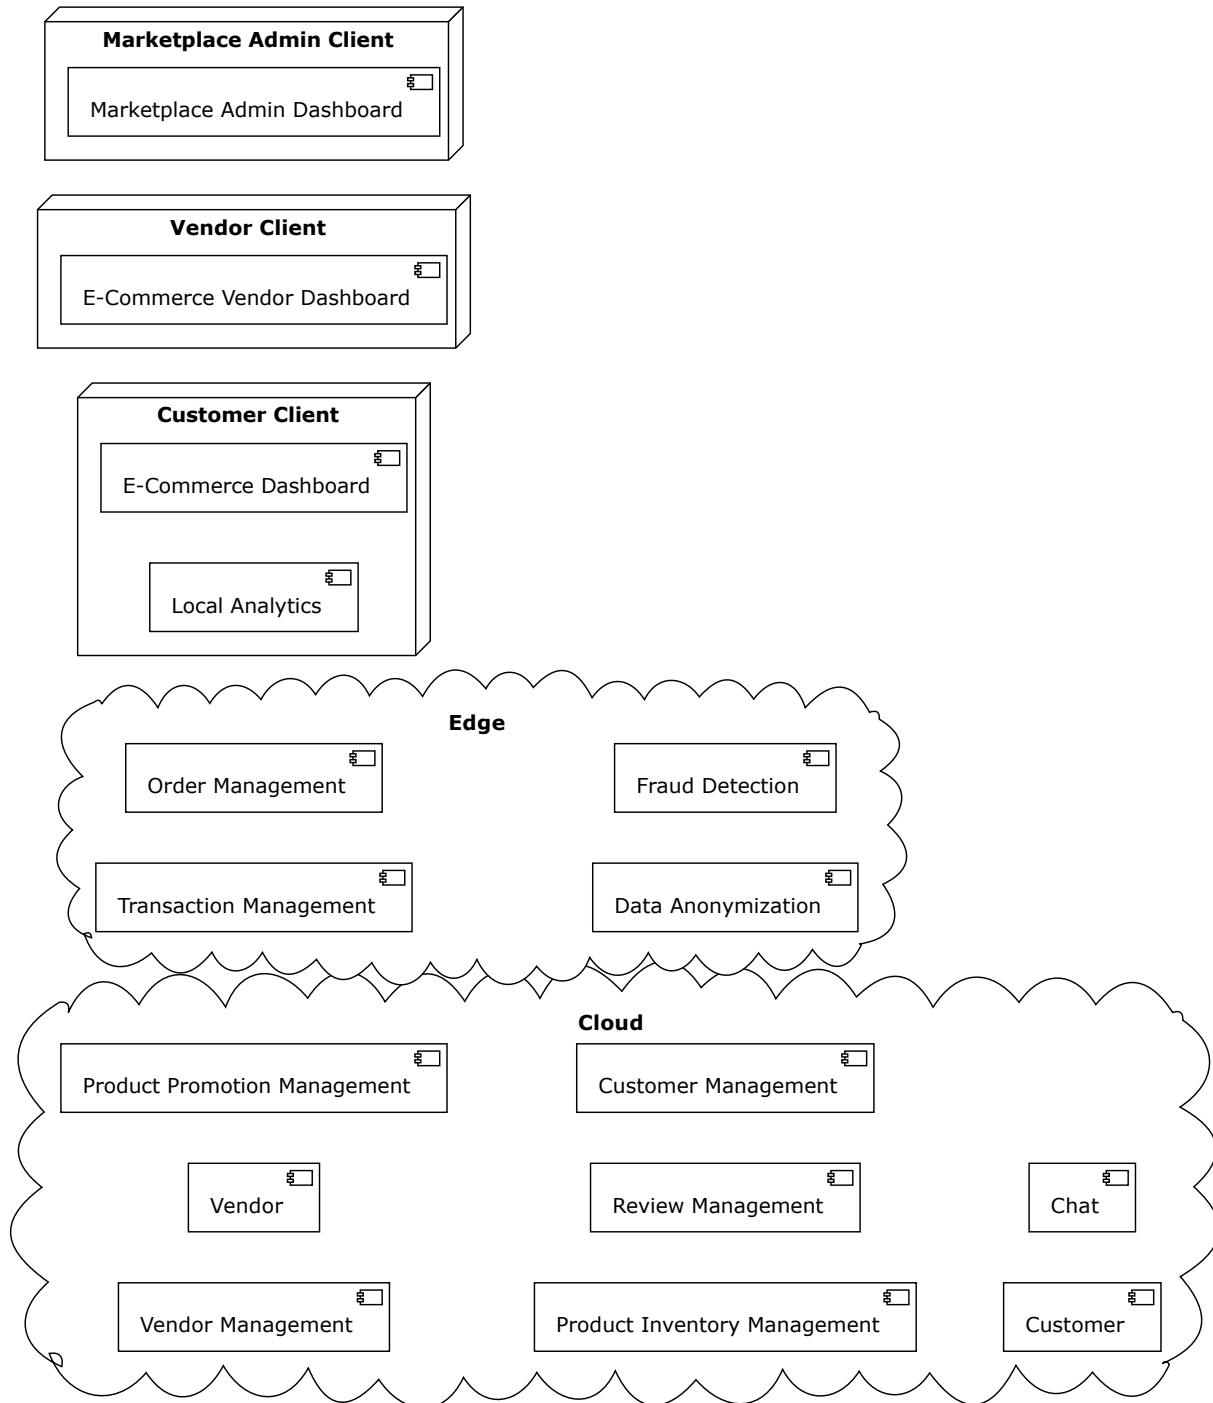 Marketplace Admin Client
Marketplace Admin Dashboard
Vendor Client
E-Commerce Vendor Dashboard
Customer Client
E-Commerce Dashboard
Local Analytics
Edge
Order Management
Fraud Detection
Transaction Management
Data Anonymization
Cloud
Product Promotion Management
Customer Management
Vendor
Review Management
Chat
Vendor Management
Product Inventory Management
Customer